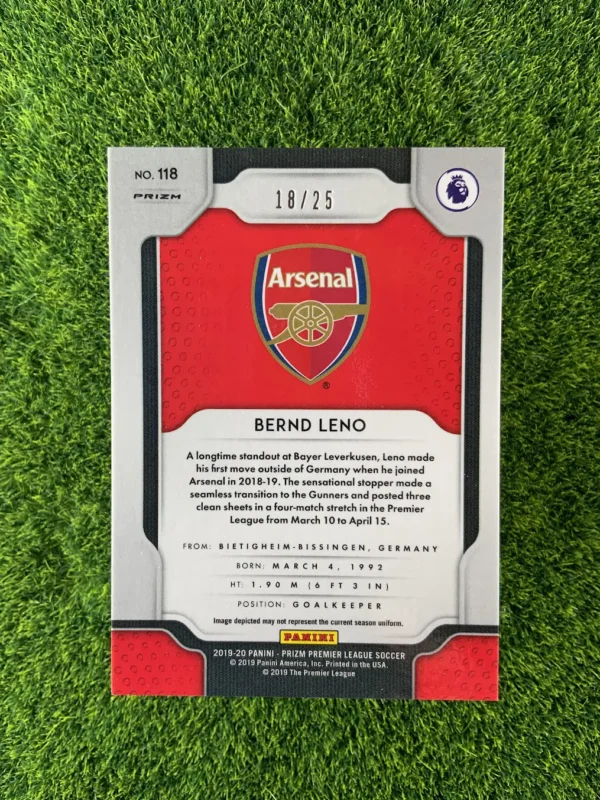 NO. 118
PRIZM
18/25
Arsenal
®
BERND LENO
A longtime standout at Bayer Leverkusen, Leno made
his first move outside of Germany when he joined
Arsenal in 2018-19. The sensational stopper made a
seamless transition to the Gunners and posted three
clean sheets in a four-match stretch in the Premier
League from March 10 to April 15.
FROM: BIETIGHEIM-BISSINGEN, GERMANY
BORN: MARCH 4, 1992
HT: 1.90 M (6 FT 3 IN)
POSITION: GOALKEEPER
Image depicted may not represent the current season uniform.
PANINI
2019-20 PANINI - PRIZM PREMIER LEAGUE SOCCER
© 2019 Panini America, Inc. Printed in the USA.
© 2019 The Premier League